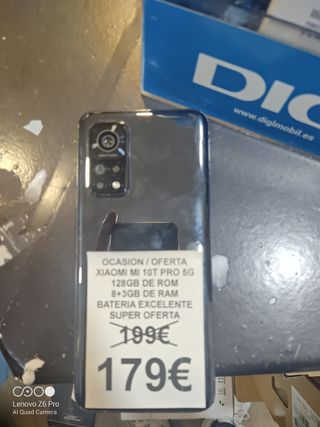 DIG
www.digimobil.es
OCASION / OFERTA
XIAOMI MI 10T PRO 5G
128GB DE ROM
8+3GB DE RAM
BATERIA EXCELENTE
SUPER OFERTA
199€
179€
Lenovo Z6 Pro
AI Quad Camera